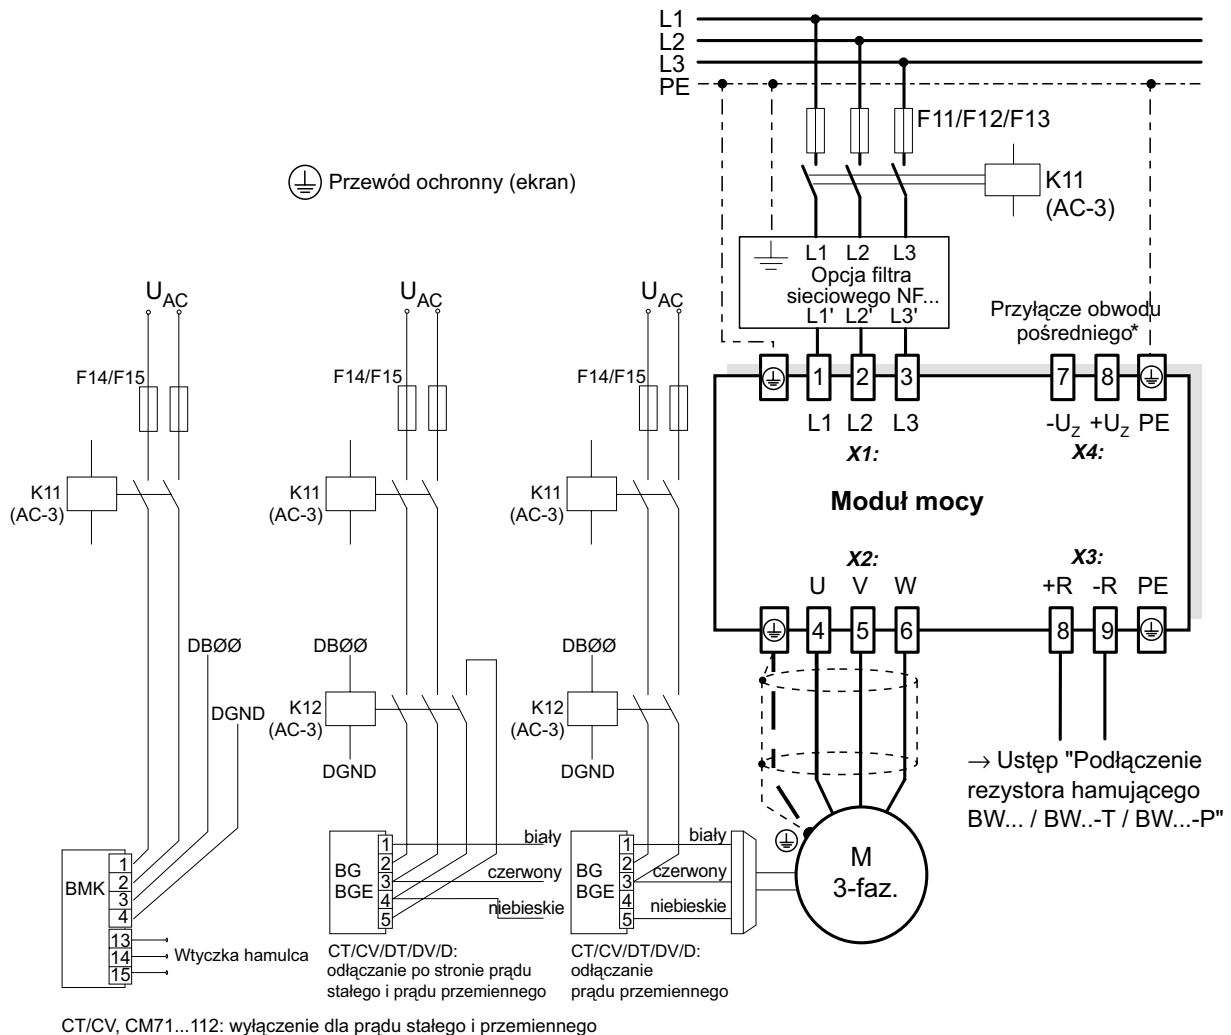 L1
L2
L3
PE
F11/F12/F13
K11
(AC-3)
Przewód ochronny (ekran)
L1 L2 L3
Opcja filtra
sieciowego NF...
L1' L2' L3'
Przyłącze obwodu
pośredniego*
1 2 3 7 8
L1 L2 L3 -UZ +UZ PE
X1: X4:
Moduł mocy
X2: X3:
U V W +R -R PE
4 5 6 8 9
→ Ustęp "Podłączenie
rezystora hamującego
BW... / BW..-T / BW...-P"
M
3-faz.
UAC
F14/F15
K11
(AC-3)
DBØØ
DGND
BMK
1
2
3
4
13
14
15
Wtyczka hamulca
CT/CV, CM71...112: wyłączenie dla prądu stałego i przemiennego
UAC
F14/F15
K11
(AC-3)
DBØØ
K12
(AC-3)
DGND
BG
BGE
1
2
3
4
5
biały
czerwony
niebieskie
CT/CV/DT/DV/D:
odłączanie po stronie prądu
stałego i prądu przemiennego
UAC
F14/F15
K11
(AC-3)
DBØØ
K12
(AC-3)
DGND
BG
BGE
1
2
3
4
5
biały
czerwony
niebieskie
CT/CV/DT/DV/D:
odłączanie
prądu przemiennego